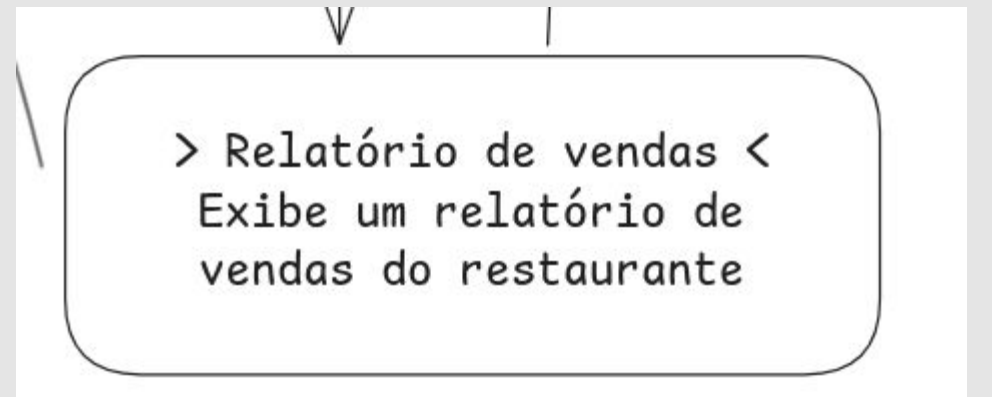 > Relatório de vendas <
Exibe um relatório de
vendas do restaurante